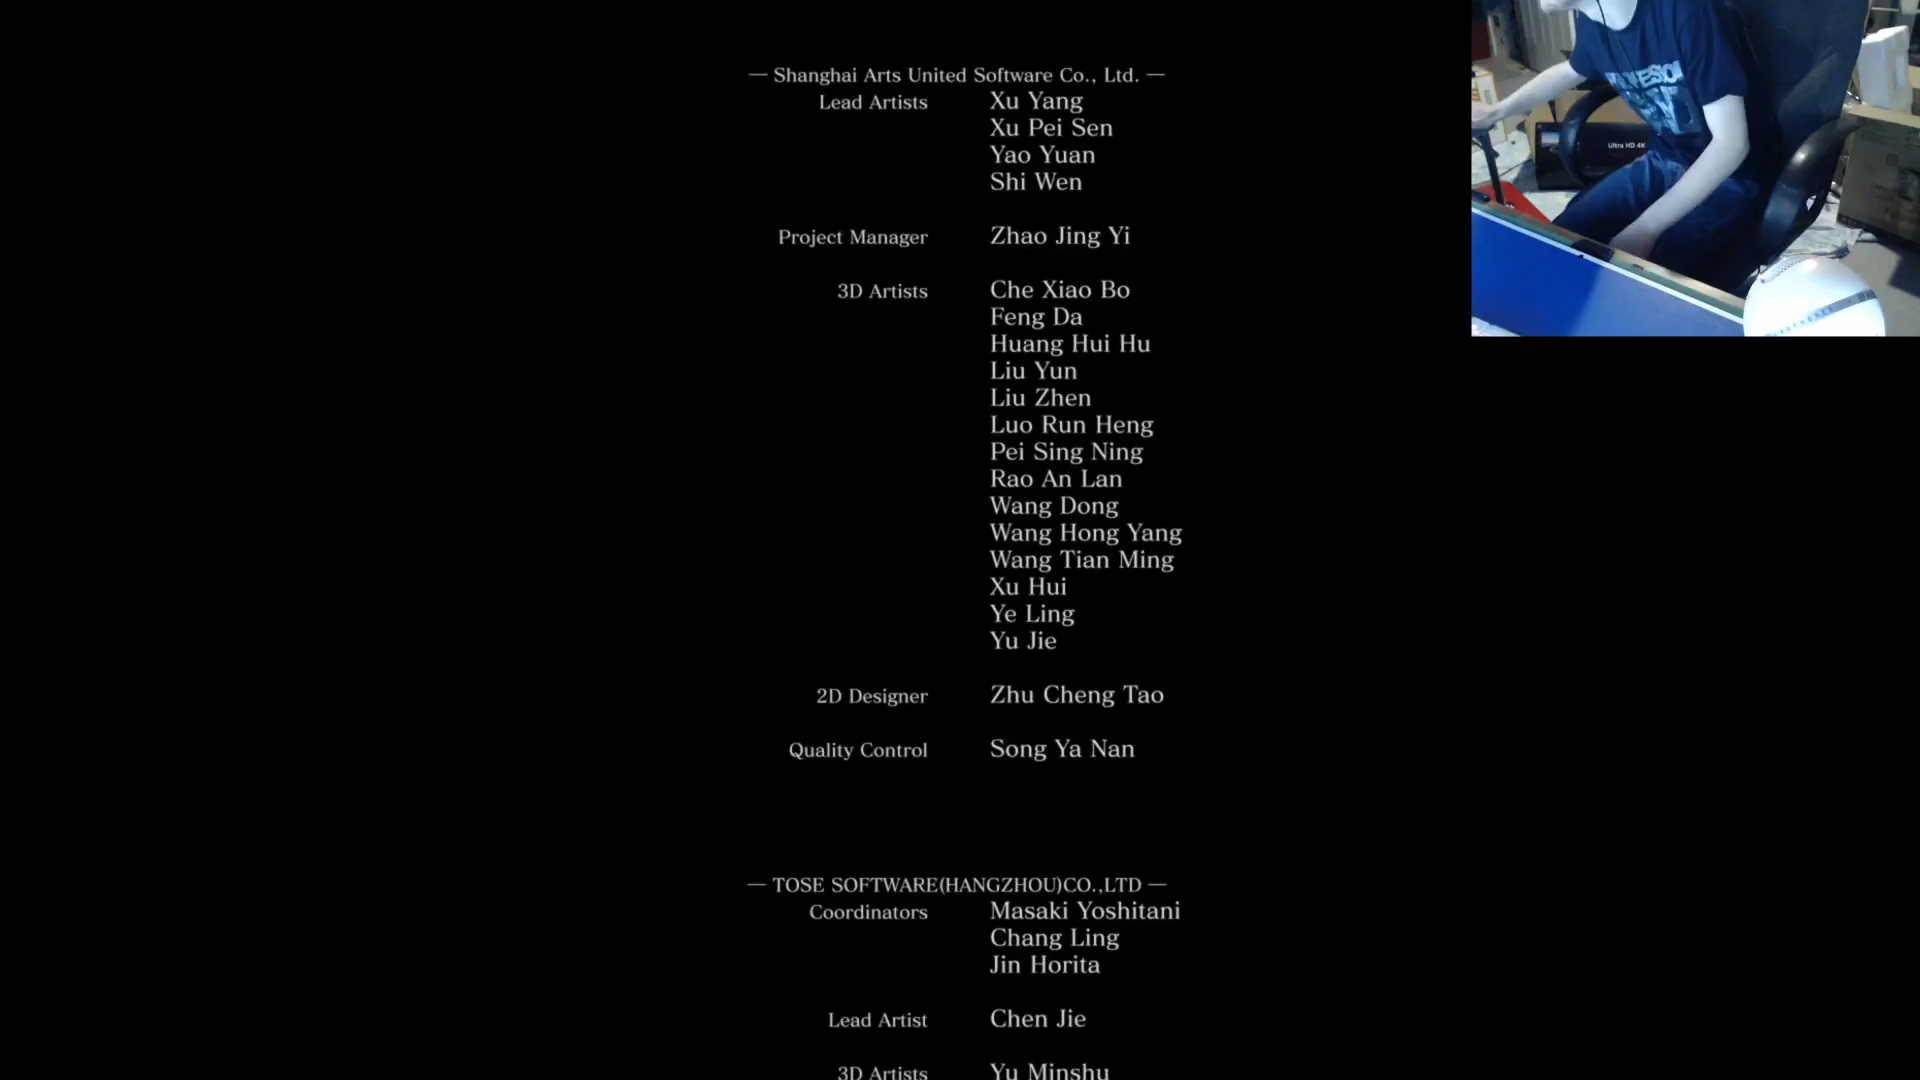 — Shanghai Arts United Software Co., Ltd. —
Lead Artists Xu Yang
Xu Pei Sen
Yao Yuan
Shi Wen
Project Manager Zhao Jing Yi
3D Artists Che Xiao Bo
Feng Da
Huang Hui Hu
Liu Yun
Liu Zhen
Luo Run Heng
Pei Sing Ning
Rao An Lan
Wang Dong
Wang Hong Yang
Wang Tian Ming
Xu Hui
Ye Ling
Yu Jie
2D Designer Zhu Cheng Tao
Quality Control Song Ya Nan
— TOSE SOFTWARE(HANGZHOU)CO.,LTD —
Coordinators Masaki Yoshitani
Chang Ling
Jin Horita
Lead Artist Chen Jie
3D Artists Yu Minshu
Ultra HD 4K